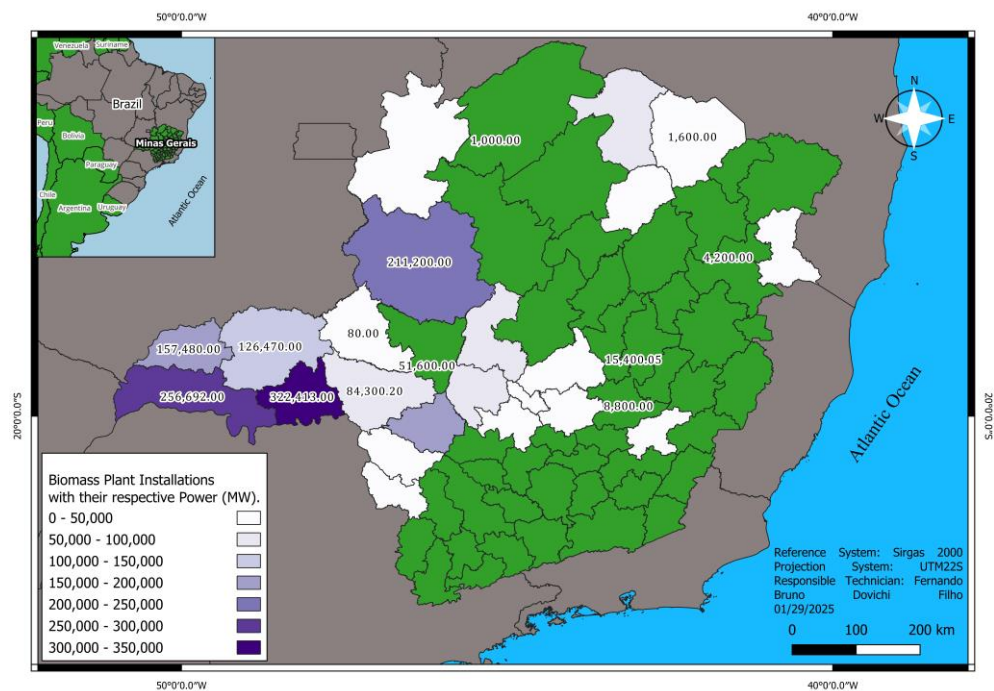 50°0'0.0"W
40°0'0.0"W
Venezuela
Suriname
Brazil
Peru
Bolivia
Minas Gerais
Paraguay
Chile
Argentina
Uruguay
Atlantic Ocean
N
W
E
S
1,000.00
1,600.00
211,200.00
4,200.00
80.00
157,480.00
126,470.00
51,600.00
15,400.05
256,692.00
322,413.00
84,300.20
8,800.00
20°0'0.0"S
20°0'0.0"S
Atlantic Ocean
Biomass Plant Installations
with their respective Power (MW).
0 - 50,000
50,000 - 100,000
100,000 - 150,000
150,000 - 200,000
200,000 - 250,000
250,000 - 300,000
300,000 - 350,000
Reference System: Sirgas 2000
Projection System: UTM22S
Responsible Technician: Fernando
Bruno Dovichi Filho
01/29/2025
0 100 200 km
50°0'0.0"W
40°0'0.0"W